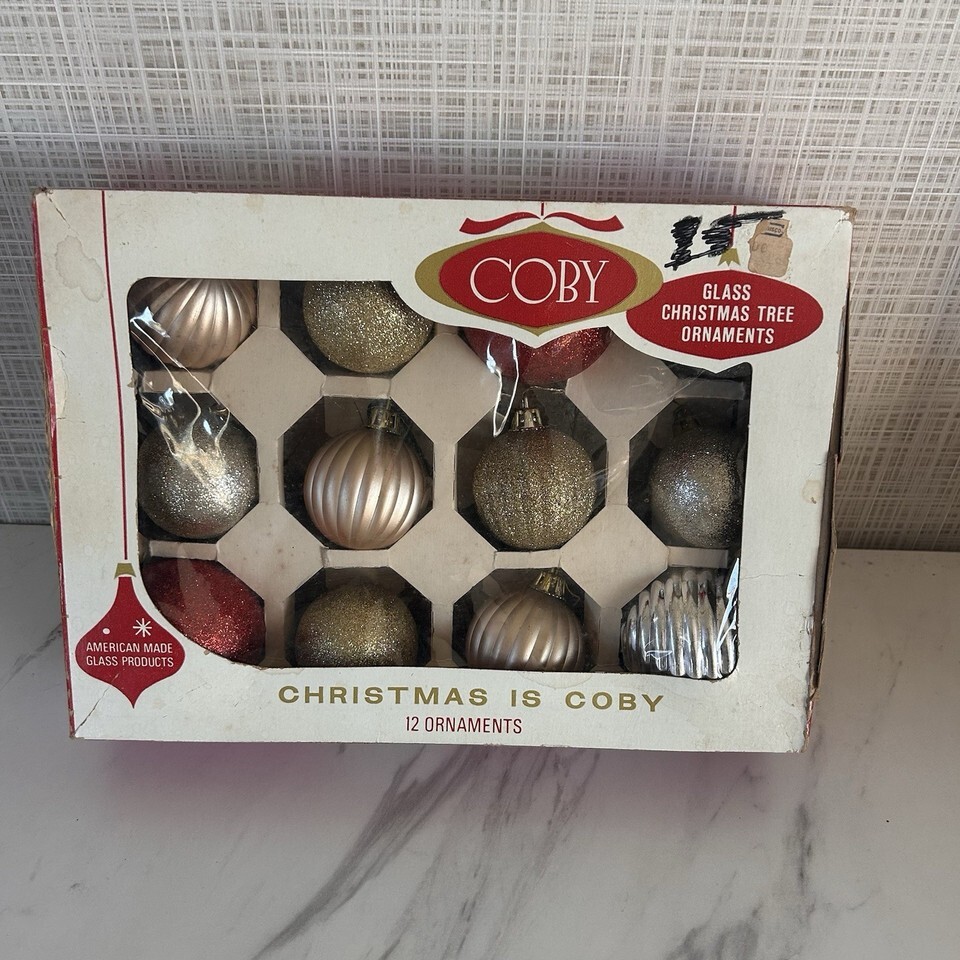 COBY
GLASS
CHRISTMAS TREE
ORNAMENTS
AMERICAN MADE
GLASS PRODUCTS
CHRISTMAS IS COBY
12 ORNAMENTS